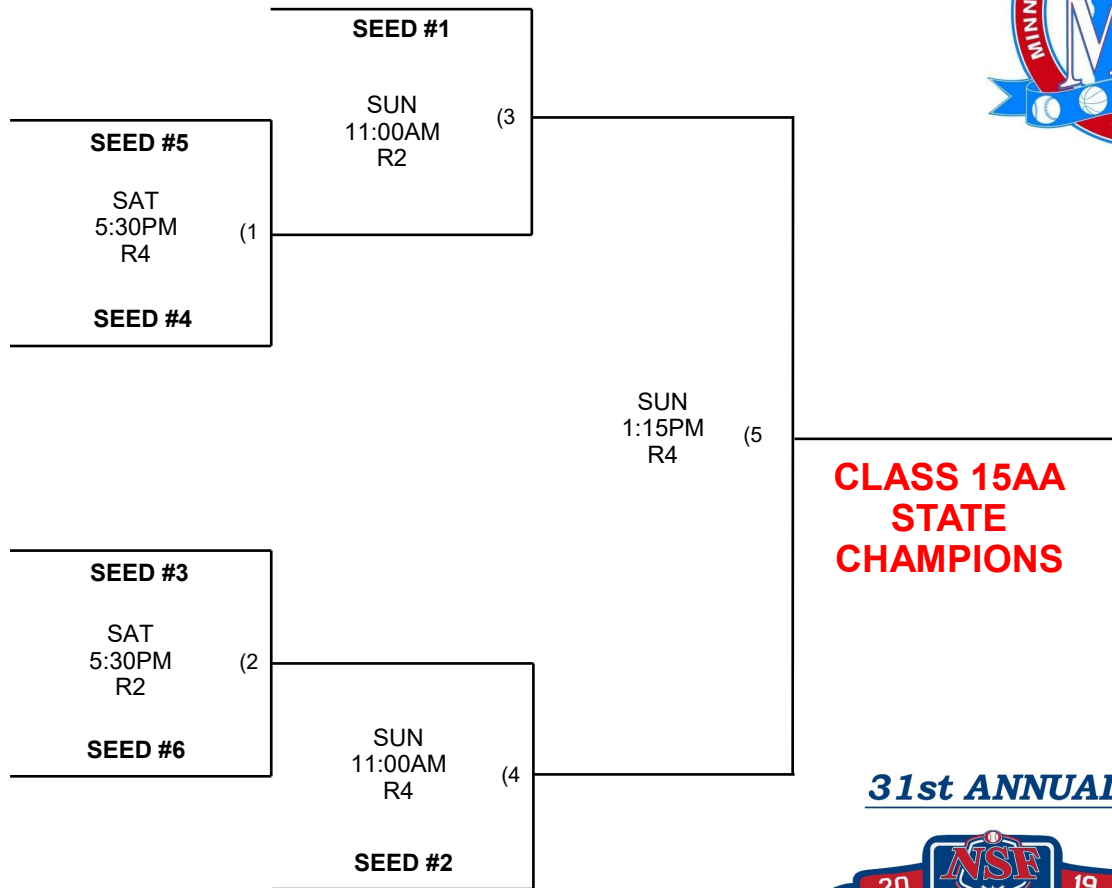 SEED #1
SUN
11:00AM
R2
(3
SEED #5
SAT
5:30PM
R4
(1
SEED #4
SUN
1:15PM
R4
(5
CLASS 15AA
STATE
CHAMPIONS
SEED #3
SAT
5:30PM
R2
(2
SEED #6
SUN
11:00AM
R4
(4
SEED #2
MINN
31st ANNUAL
NSF
20 19